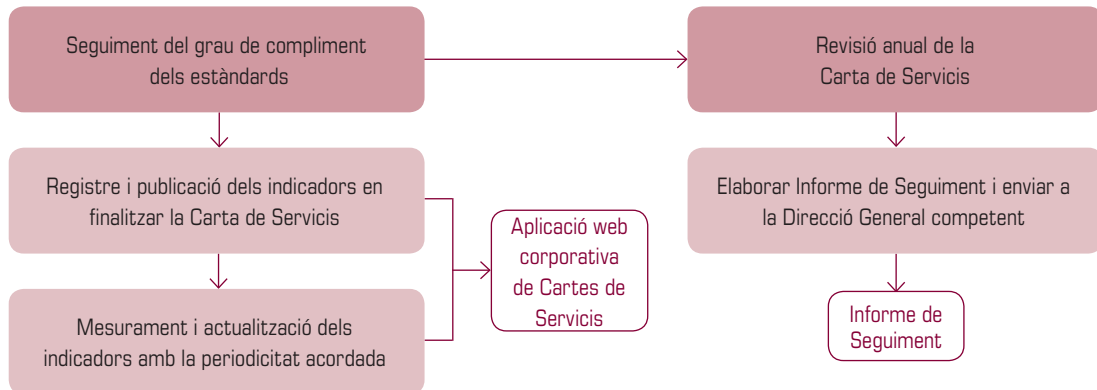 Seguiment del grau de compliment
dels estàndards
Revisió anual de la
Carta de Servicis
Registre i publicació dels indicadors en
finalitzar la Carta de Servicis
Elaborar Informe de Seguiment i enviar a
la Direcció General competent
Aplicació web
corporativa
de Cartes de
Servicis
Mesurament i actualització dels
indicadors amb la periodicitat acordada
Informe de
Seguiment